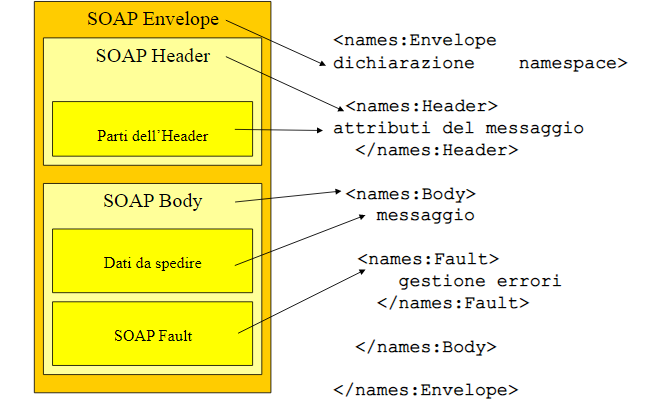 SOAP Envelope
SOAP Header
Parti dell'Header
SOAP Body
Dati da spedire
SOAP Fault
<names:Envelope
dichiarazione namespace>
<names:Header>
attributi del messaggio
</names:Header>
<names:Body>
messaggio
<names:Fault>
gestione errori
</names:Fault>
</names:Body>
</names:Envelope>